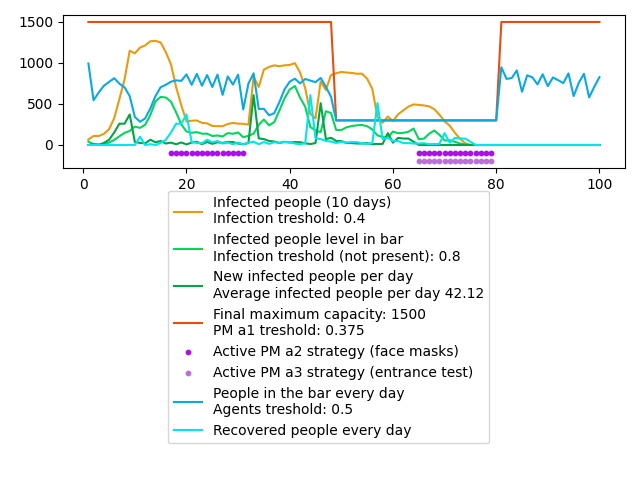 1500
1000
500
0
0
20
40
60
80
100
Infected people (10 days)
Infection treshold: 0.4
Infected people level in bar
Infection treshold (not present): 0.8
New infected people per day
Average infected people per day 42.12
Final maximum capacity: 1500
PM a1 treshold: 0.375
Active PM a2 strategy (face masks)
Active PM a3 strategy (entrance test)
People in the bar every day
Agents treshold: 0.5
Recovered people every day